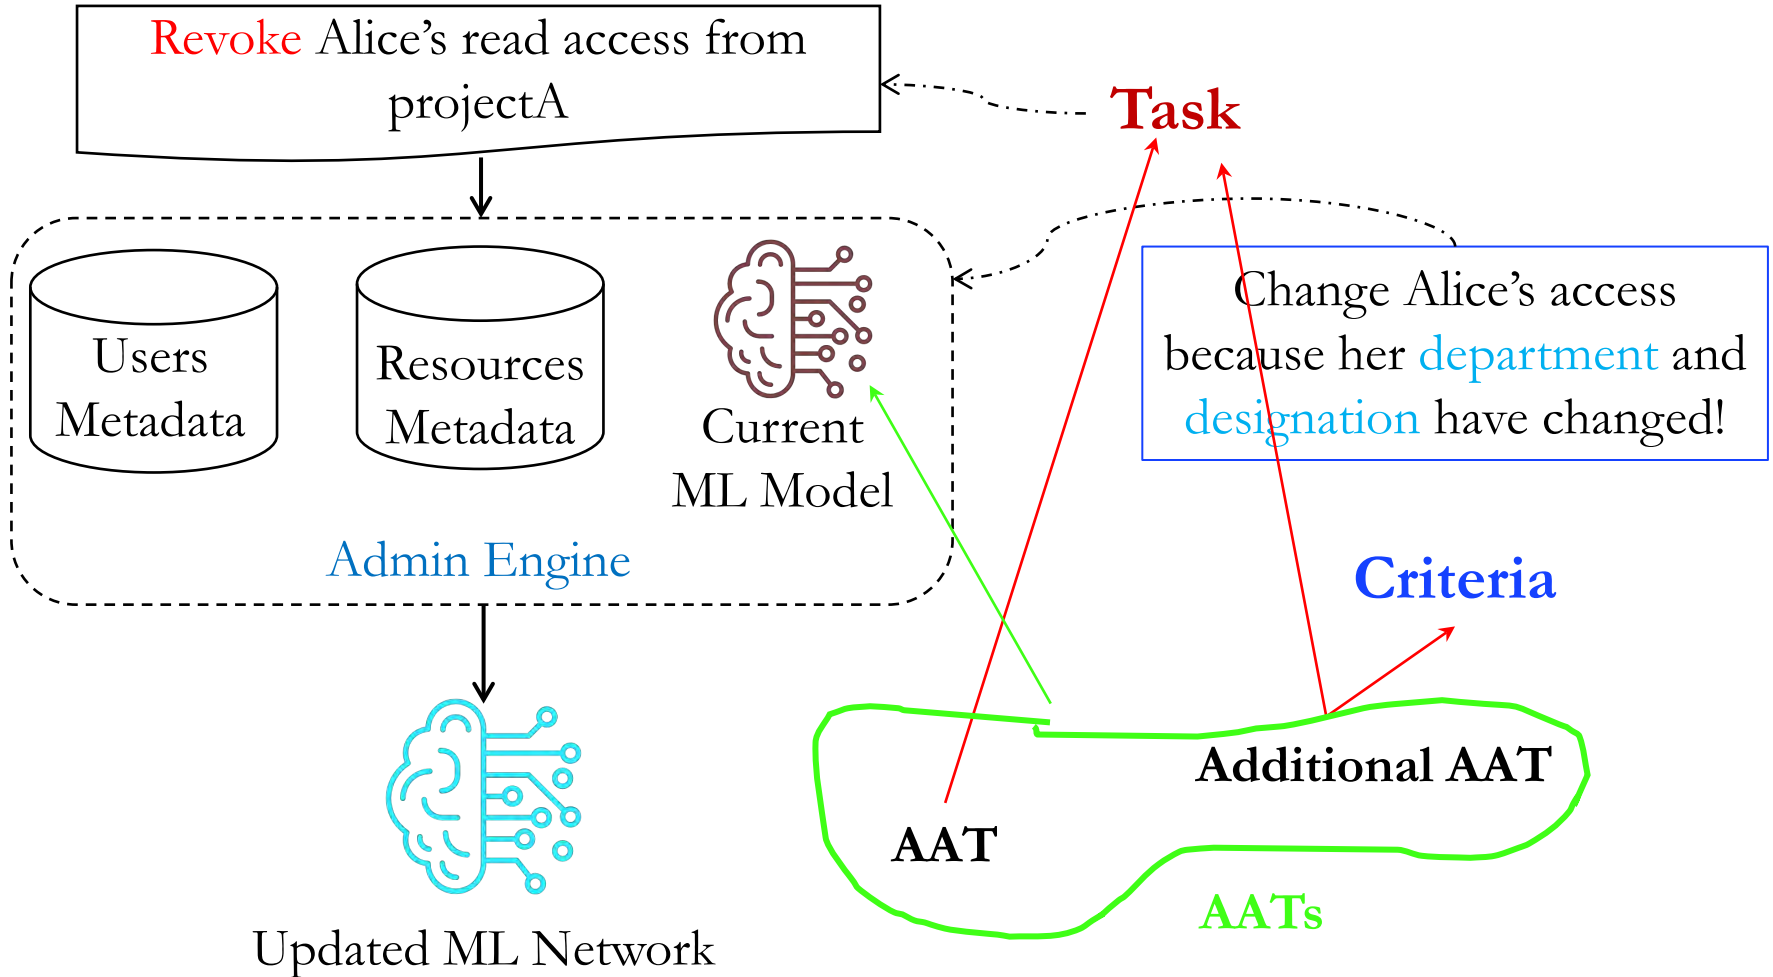 Revoke Alice’s read access from
projectA
Task
Users
Metadata
Resources
Metadata
Current
ML Model
Admin Engine
Change Alice’s access
because her department and
designation have changed!
Criteria
Additional AAT
AAT
AATs
Updated ML Network